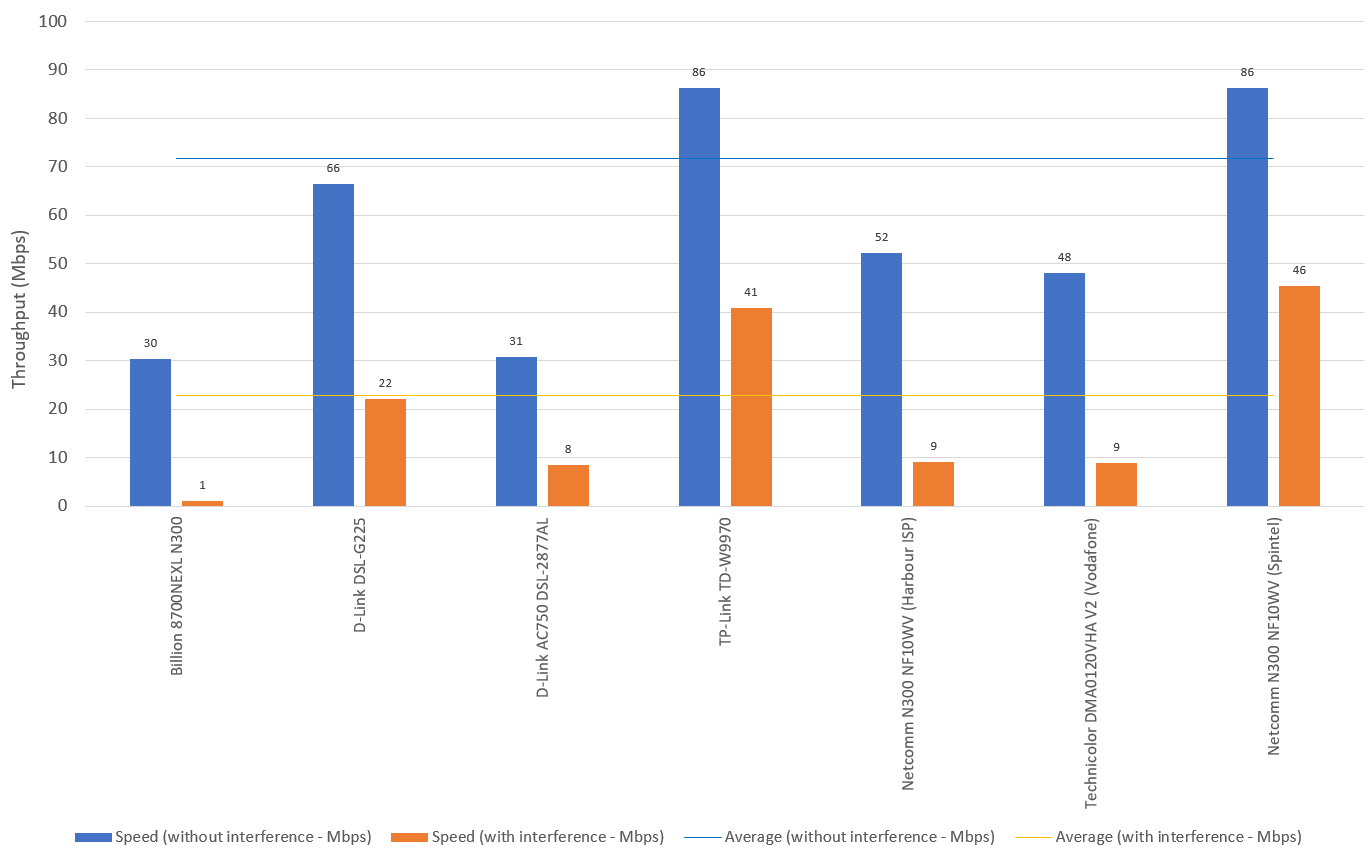 100
90
80
70
60
50
40
30
20
10
0
Throughput (Mbps)
30
1
66
22
31
8
86
41
52
9
48
9
86
46
Billion 8700NEXL N300
D-Link DSL-G225
D-Link AC750 DSL-2877AL
TP-Link TD-W9970
Netcomm N300 NF10WV (Harbour ISP)
Technicolor DMA0120VHA V2 (Vodafone)
Netcomm N300 NF10WV (Spintel)
Speed (without interference - Mbps)
Speed (with interference - Mbps)
Average (without interference - Mbps)
Average (with interference - Mbps)